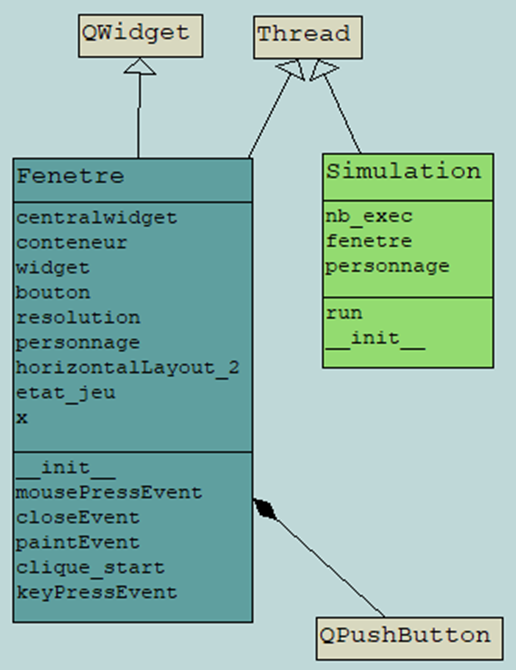 QWidget
Thread
Fenetre
centralwidget
conteneur
widget
bouton
resolution
personnage
horizontalLayout_2
etat_jeu
x
__init__
mousePressEvent
closeEvent
paintEvent
clique_start
keyPressEvent
Simulation
nb_exec
fenetre
personnage
run
__init__
QPushButton